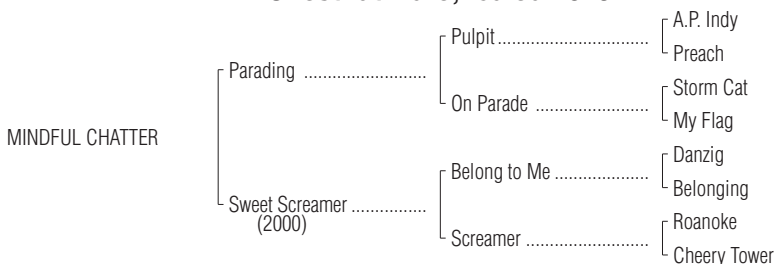 Pulpit
A.P. Indy
Preach
Parading
On Parade
Storm Cat
My Flag
MINDFUL CHATTER
Sweet Screamer
(2000)
Belong to Me
Danzig
Belonging
Screamer
Roanoke
Cheery Tower